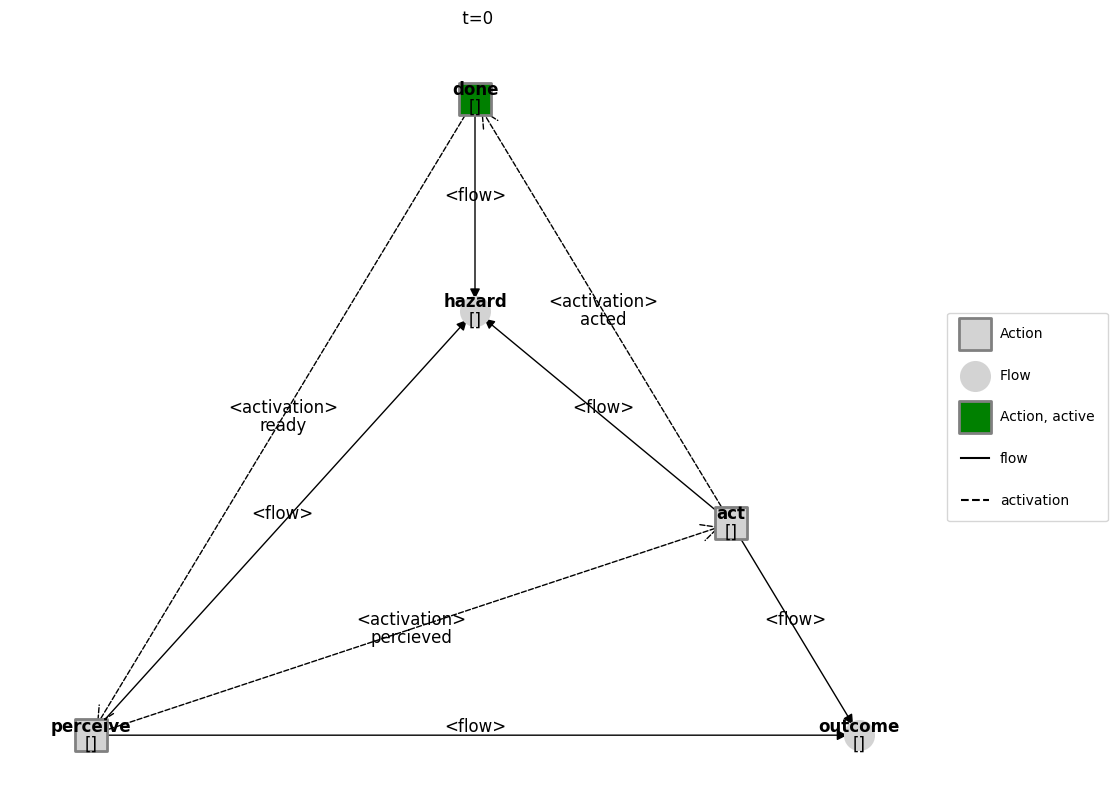 t=0
done
[]
<flow>
hazard
[]
<activation>
acted
<activation>
ready
<flow>
<flow>
act
[]
<activation>
percieved
<flow>
perceive
[]
<flow>
outcome
[]
Action
Flow
Action, active
flow
activation